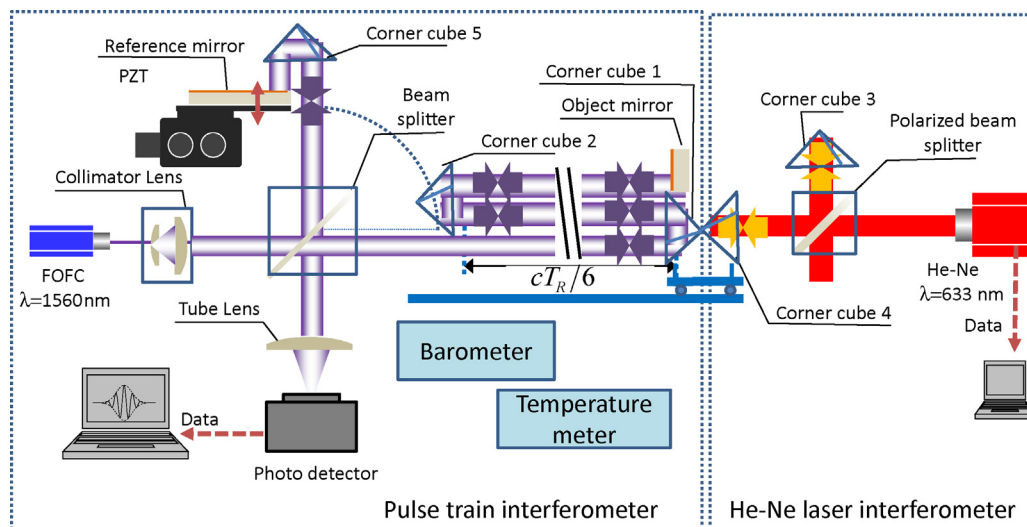 Reference mirror
PZT
Corner cube 5
Beam
splitter
Corner cube 1
Object mirror
Corner cube 2
Corner cube 3
Polarized beam
splitter
Collimator Lens
FOFC
λ=1560nm
cT_R/6
He-Ne
λ=633 nm
Data
Corner cube 4
Tube Lens
Barometer
Temperature
meter
Data
Photo detector
Pulse train interferometer
He-Ne laser interferometer